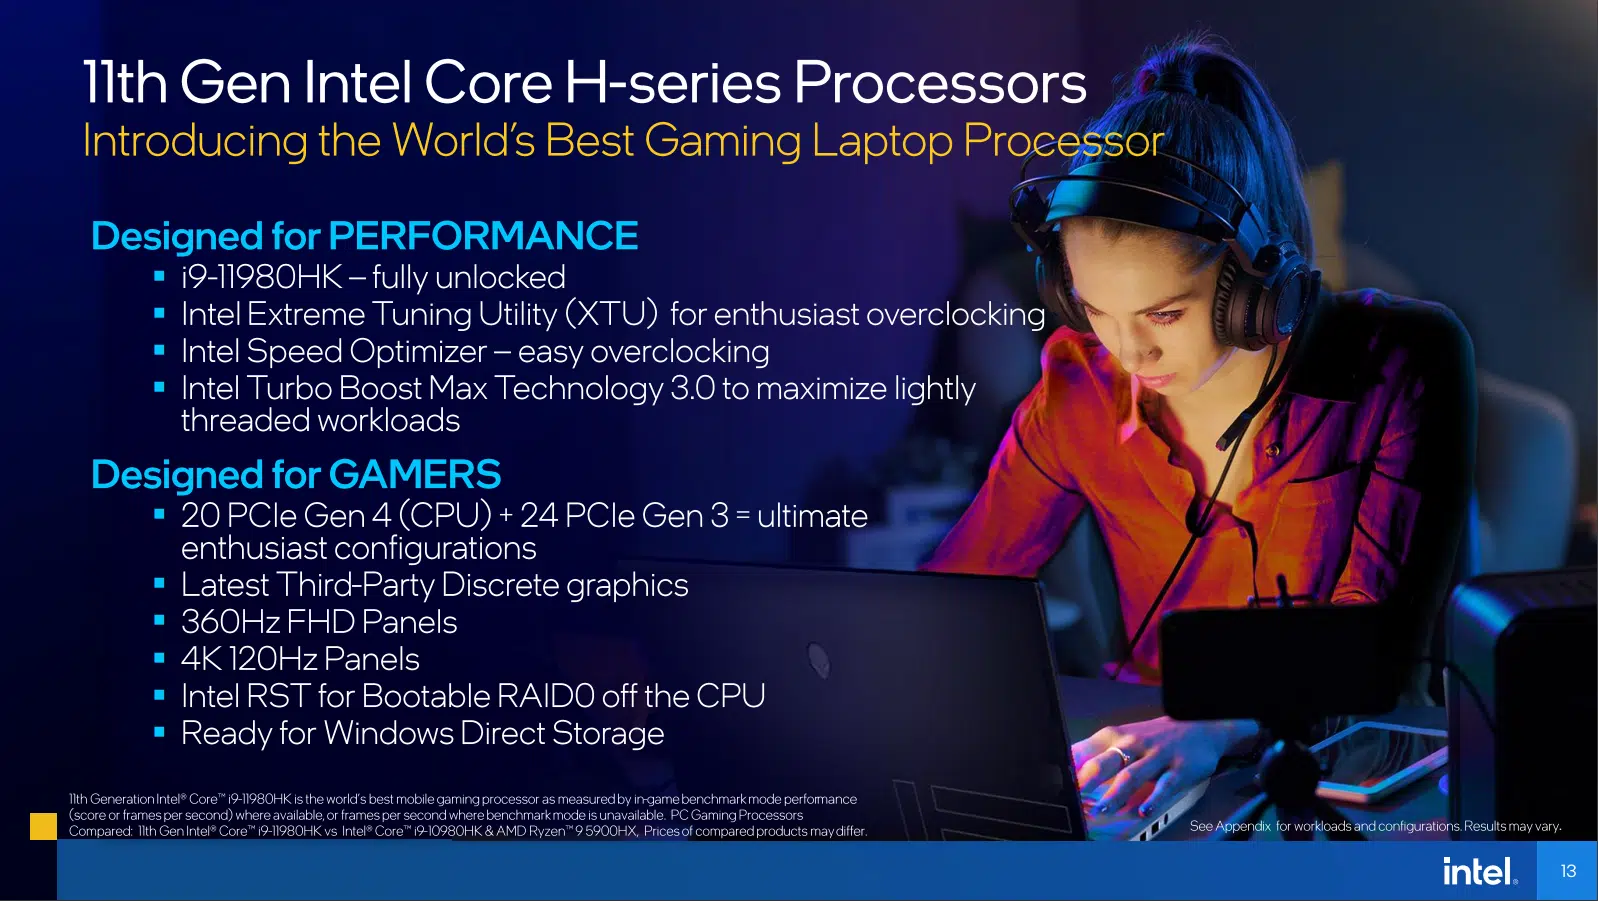 11th Gen Intel Core H-series Processors
Introducing the World's Best Gaming Laptop Processor
Designed for PERFORMANCE
▪ i9-11980HK – fully unlocked
▪ Intel Extreme Tuning Utility (XTU) for enthusiast overclocking
▪ Intel Speed Optimizer – easy overclocking
▪ Intel Turbo Boost Max Technology 3.0 to maximize lightly
threaded workloads
Designed for GAMERS
▪ 20 PCIe Gen 4 (CPU) + 24 PCIe Gen 3 = ultimate
enthusiast configurations
▪ Latest Third-Party Discrete graphics
▪ 360Hz FHD Panels
▪ 4K 120Hz Panels
▪ Intel RST for Bootable RAID0 off the CPU
▪ Ready for Windows Direct Storage
11th Generation Intel® Core™ i9-11980HK is the world's best mobile gaming processor as measured by in-game benchmark mode performance
(score or frames per second) where available, or frames per second where benchmark mode is unavailable. PC Gaming Processors
Compared: 11th Gen Intel® Core™ i9-11980HK vs Intel® Core™ i9-10980HK & AMD Ryzen™ 9 5900HX, Prices of compared products may differ.
See Appendix for workloads and configurations. Results may vary.
intel®
13